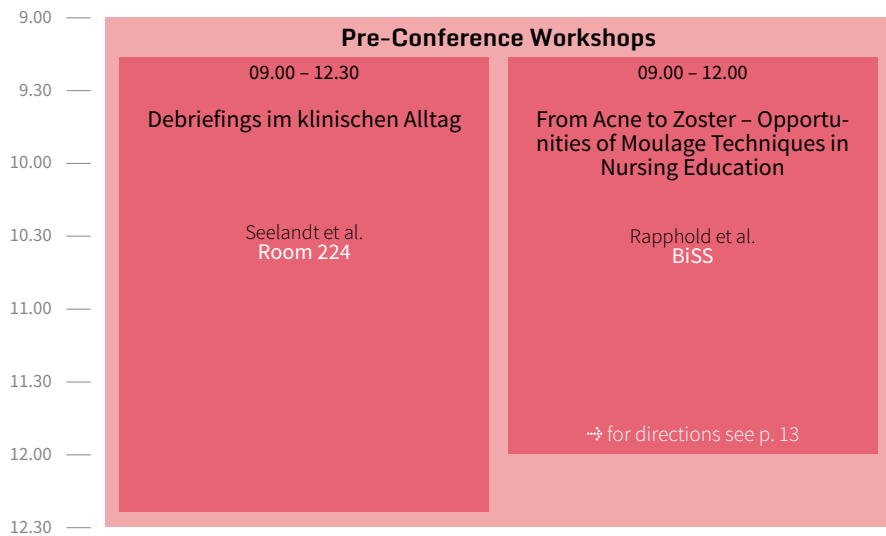 9.00
Pre-Conference Workshops
09.00 – 12.30
09.00 – 12.00
9.30
Debriefings im klinischen Alltag
From Acne to Zoster – Opportu-
nities of Moulage Techniques in
Nursing Education
10.00
10.30
Seelandt et al.
Room 224
Rapphold et al.
BiSS
11.00
11.30
⤑ for directions see p. 13
12.00
12.30